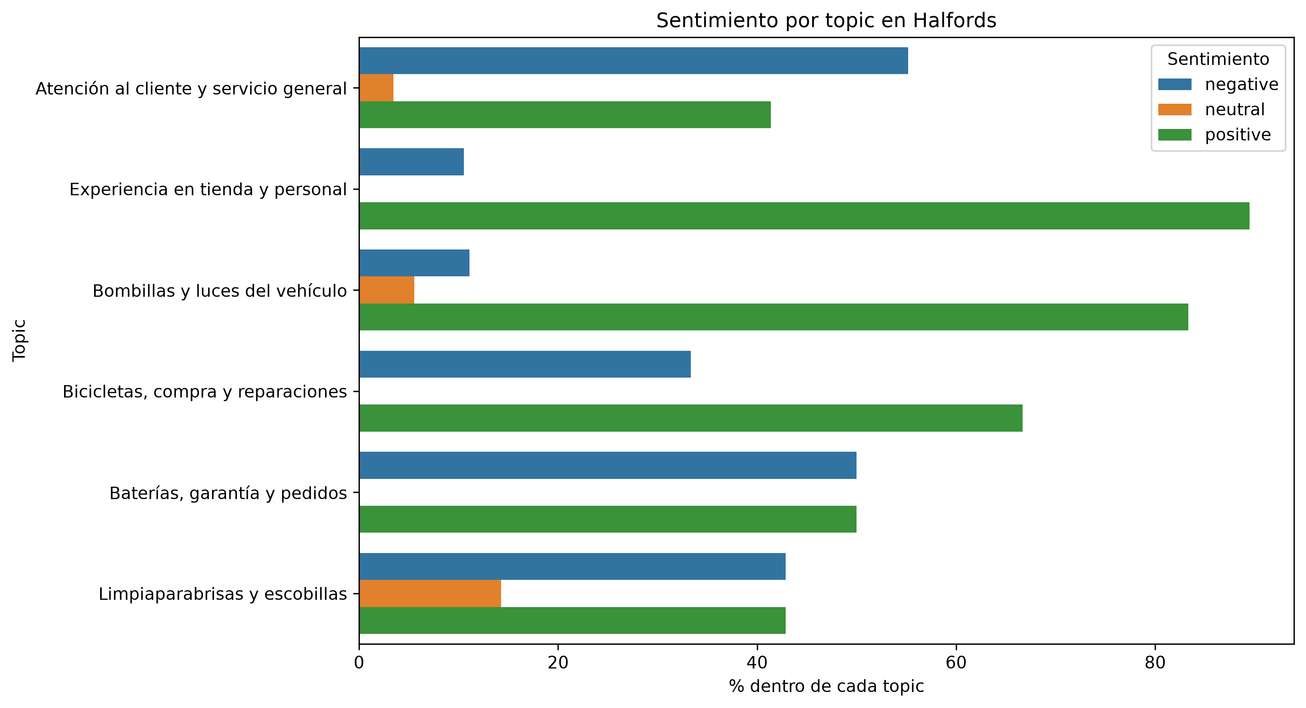 Sentimiento por topic en Halfords
Sentimiento
negative
neutral
positive
Topic
Atención al cliente y servicio general
Experiencia en tienda y personal
Bombillas y luces del vehículo
Bicicletas, compra y reparaciones
Baterías, garantía y pedidos
Limpiaparabrisas y escobillas
0 20 40 60 80
% dentro de cada topic